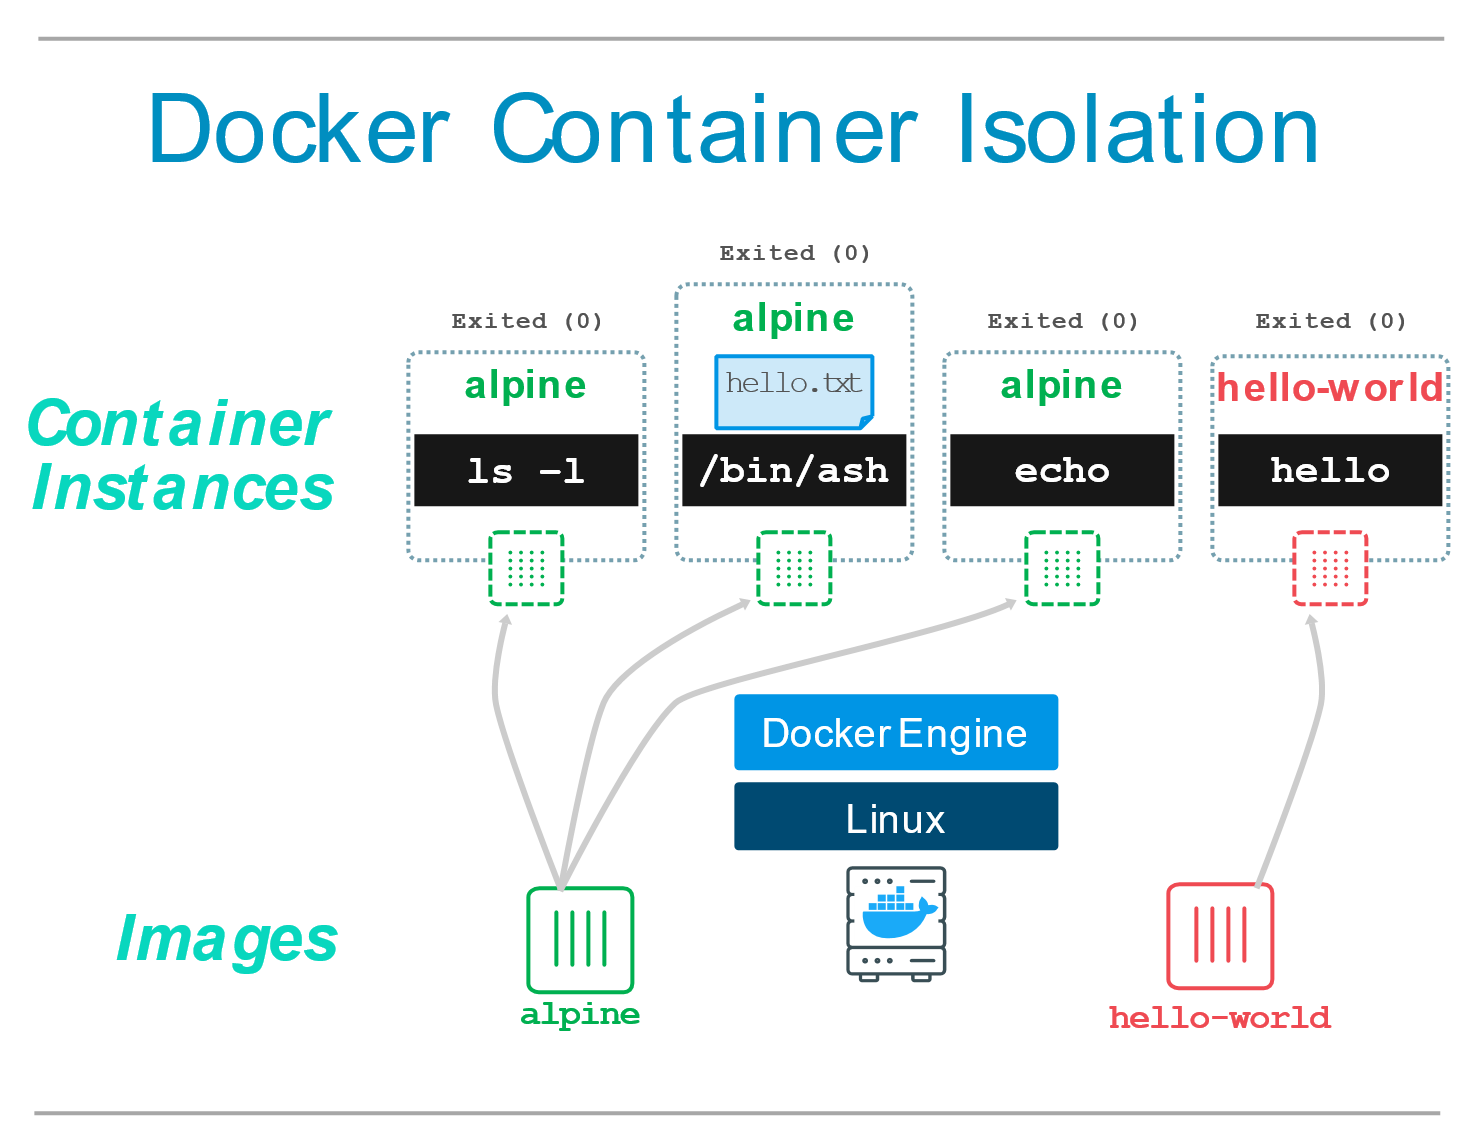 Docker Container Isolation
Exited (0)
Exited (0)
Exited (0)
Exited (0)
alpine
alpine
alpine
hello-world
hello.txt
Container
Instances
ls -l
/bin/ash
echo
hello
Docker Engine
Linux
Images
alpine
hello-world